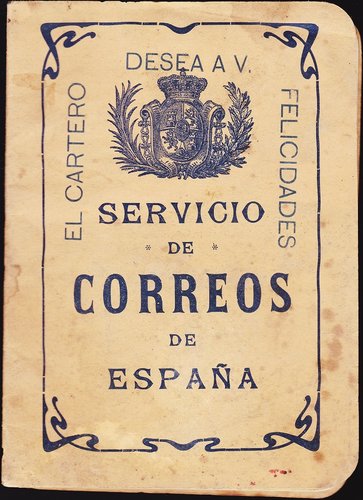 EL CARTERO
DESEA A V.
FELICIDADES
SERVICIO
* DE *
CORREOS
DE
ESPAÑA